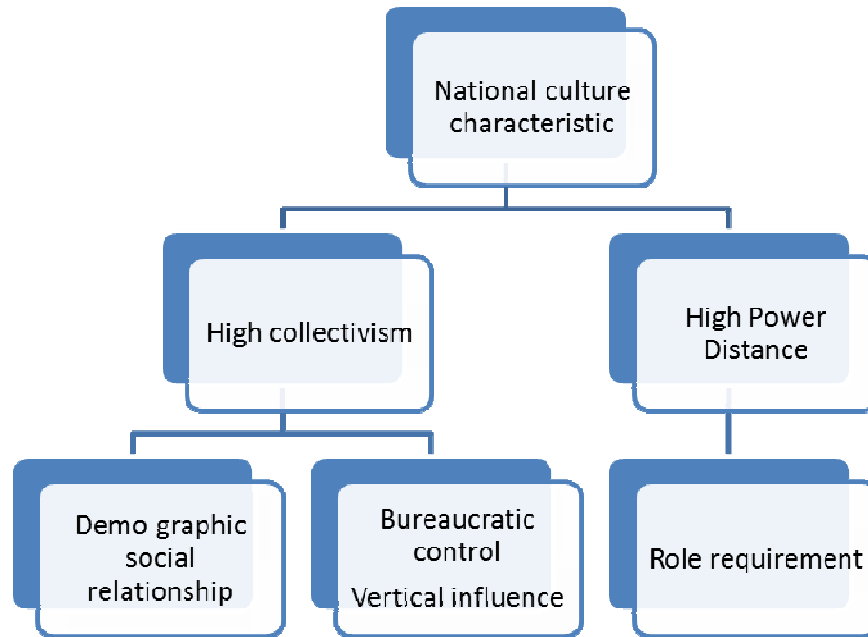 National culture
characteristic
High collectivism
High Power
Distance
Demo graphic
social
relationship
Bureaucratic
control
Vertical influence
Role requirement